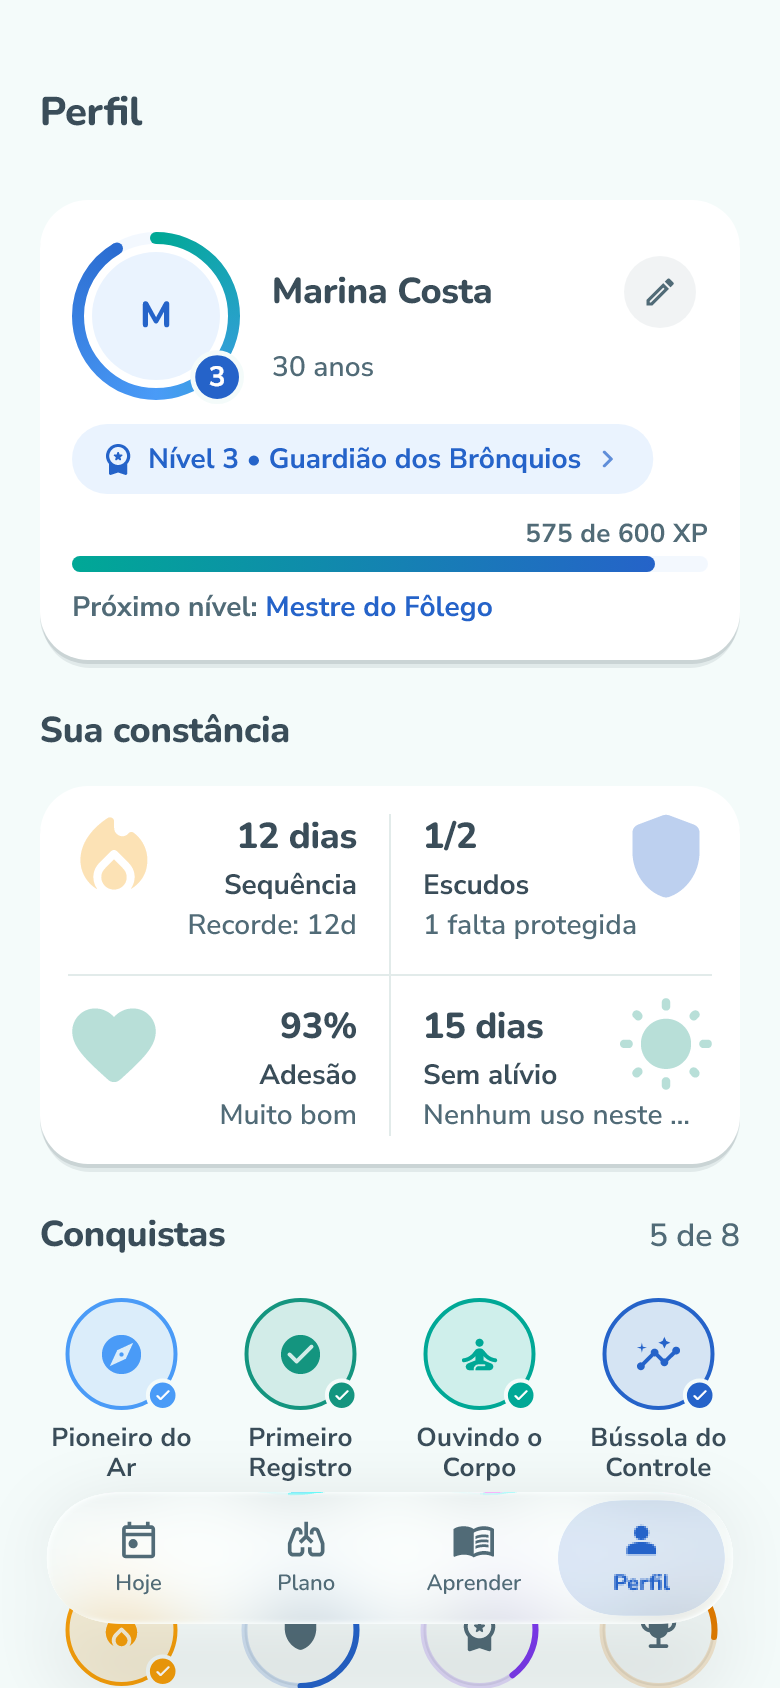 Perfil
M
3
Marina Costa
30 anos
Nível 3 • Guardião dos Brônquios
575 de 600 XP
Próximo nível: Mestre do Fôlego
Sua constância
12 dias
Sequência
Recorde: 12d
1/2
Escudos
1 falta protegida
93%
Adesão
Muito bom
15 dias
Sem alívio
Nenhum uso neste ...
Conquistas
5 de 8
Pioneiro do
Ar
Primeiro
Registro
Ouvindo o
Corpo
Bússola do
Controle
Hoje
Plano
Aprender
Perfil